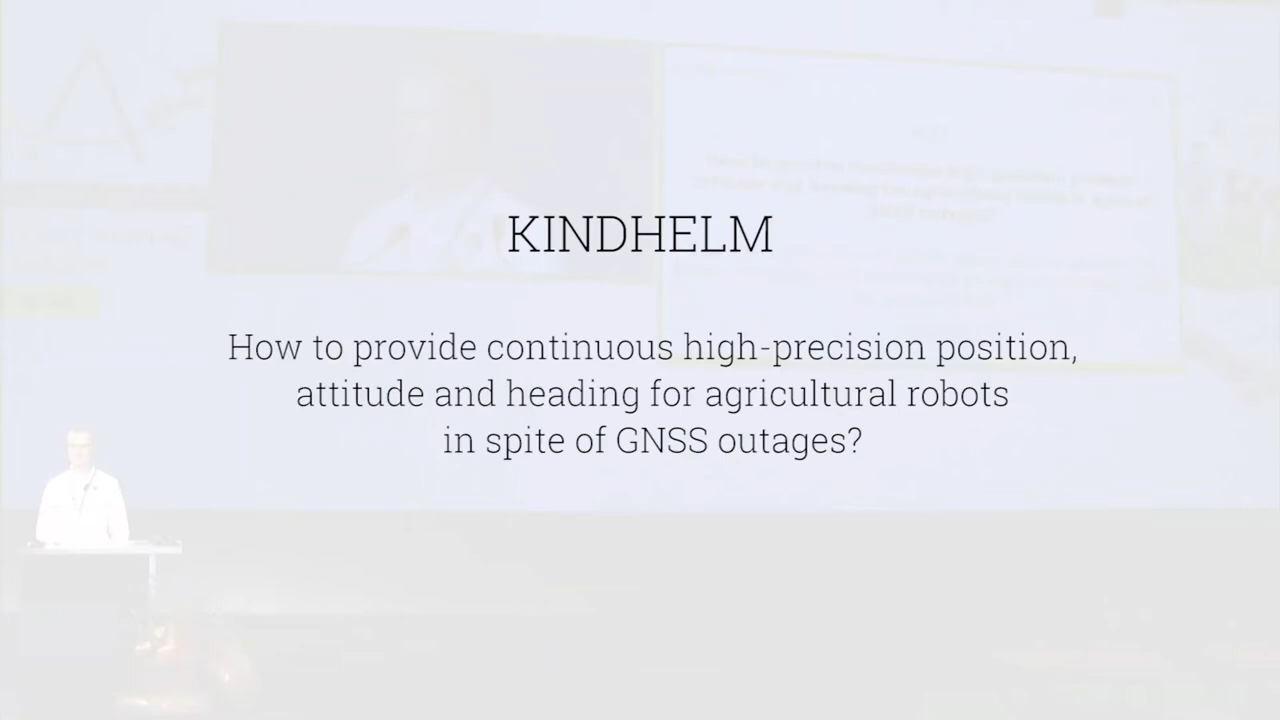 KINDHELM
How to provide continuous high-precision position,
attitude and heading for agricultural robots
in spite of GNSS outages?